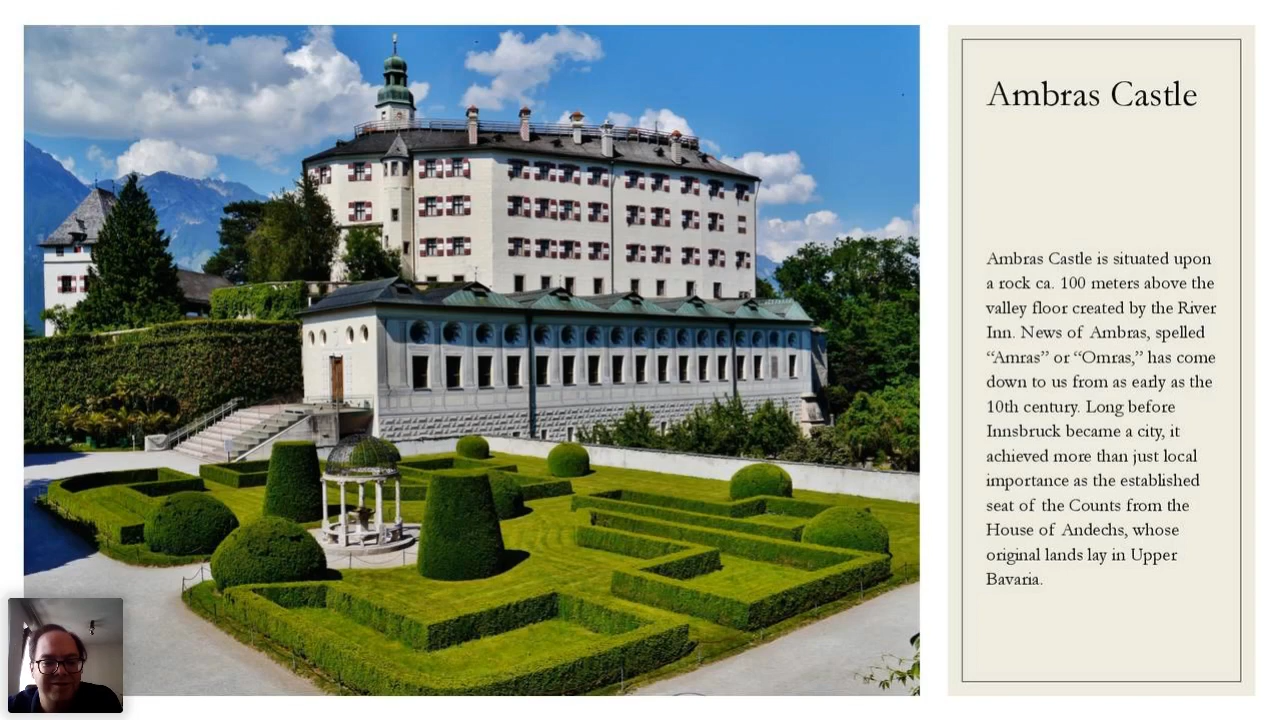 Ambras Castle
Ambras Castle is situated upon
a rock ca. 100 meters above the
valley floor created by the River
Inn. News of Ambras, spelled
“Amras” or “Omras,” has come
down to us from as early as the
10th century. Long before
Innsbruck became a city, it
achieved more than just local
importance as the established
seat of the Counts from the
House of Andechs, whose
original lands lay in Upper
Bavaria.